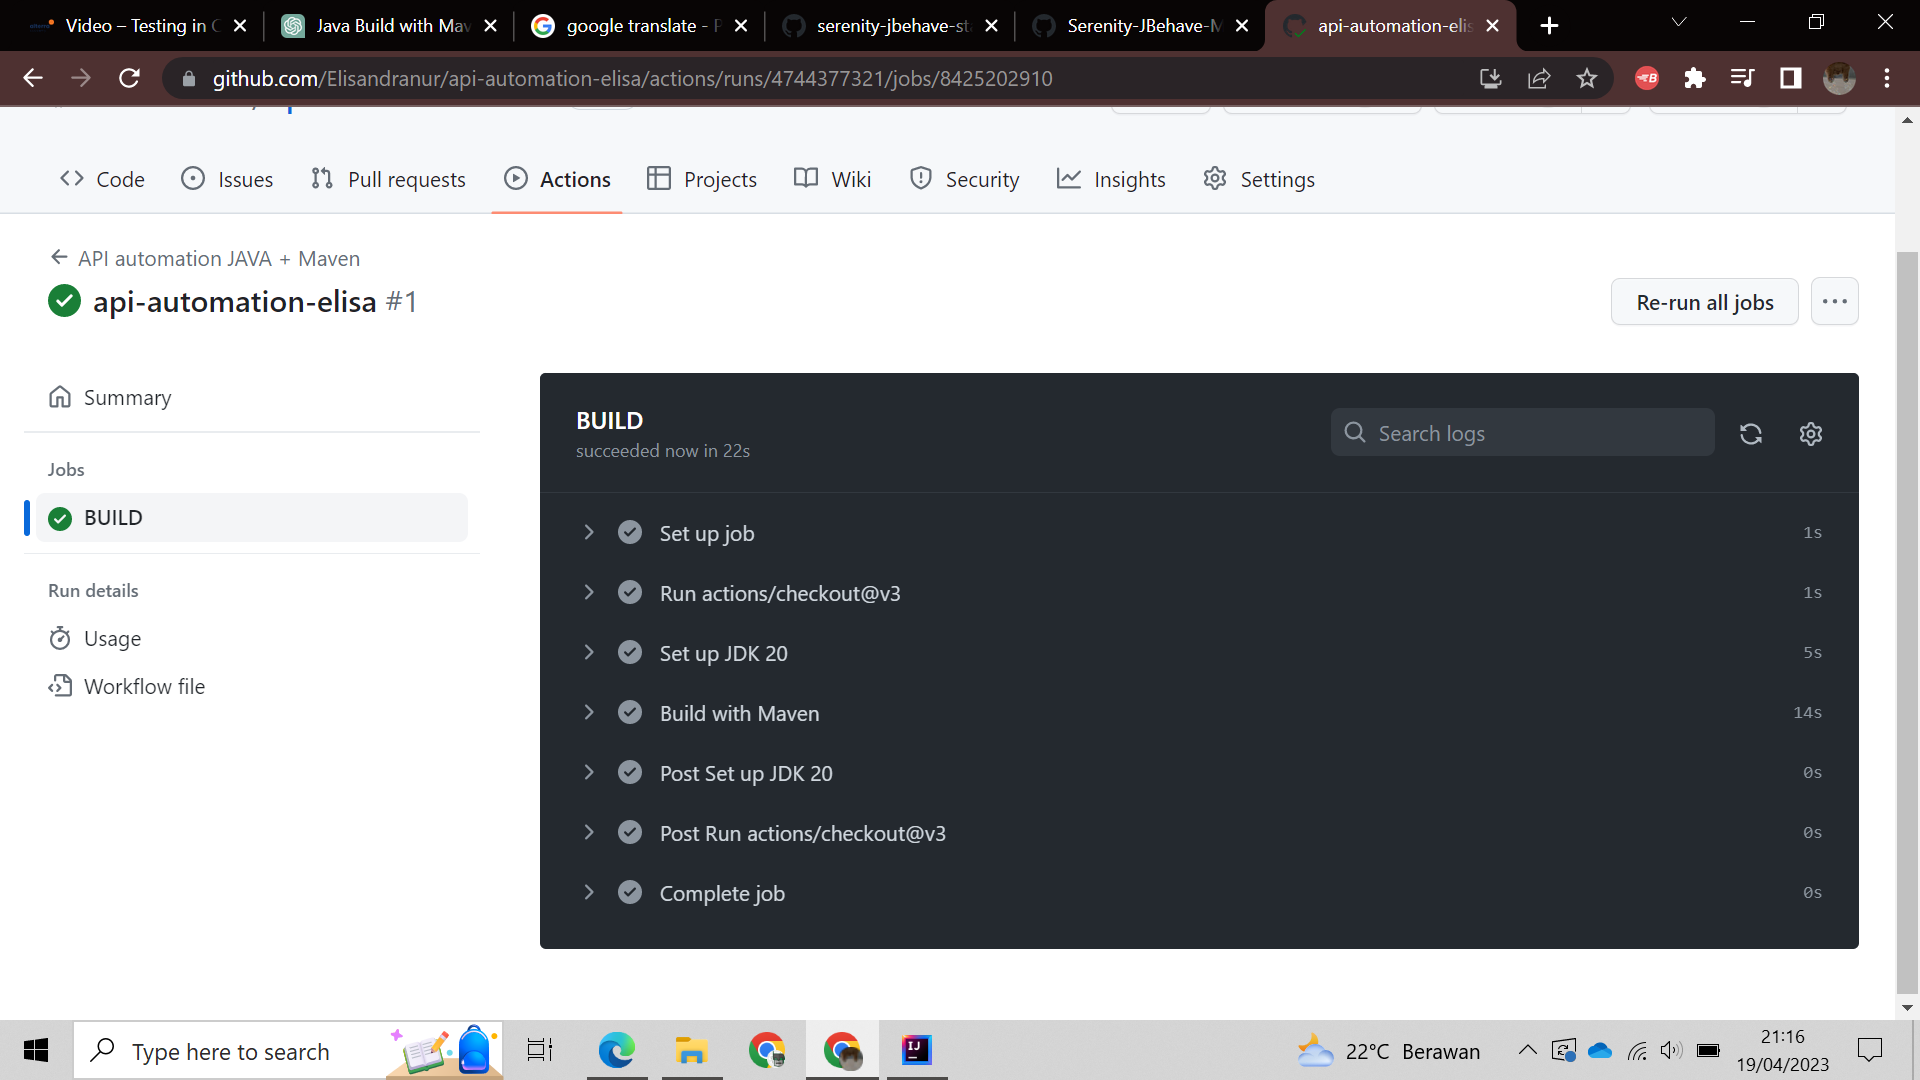 Video – Testing in C
Java Build with Mav
google translate - P
serenity-jbehave-st
Serenity-JBehave-M
api-automation-elis
github.com/Elisandranur/api-automation-elisa/actions/runs/4744377321/jobs/8425202910
Code
Issues
Pull requests
Actions
Projects
Wiki
Security
Insights
Settings
API automation JAVA + Maven
api-automation-elisa #1
Re-run all jobs
Summary
Jobs
BUILD
Run details
Usage
Workflow file
BUILD
succeeded now in 22s
Search logs
Set up job 1s
Run actions/checkout@v3 1s
Set up JDK 20 5s
Build with Maven 14s
Post Set up JDK 20 0s
Post Run actions/checkout@v3 0s
Complete job 0s
Type here to search
22°C Berawan
21:16
19/04/2023